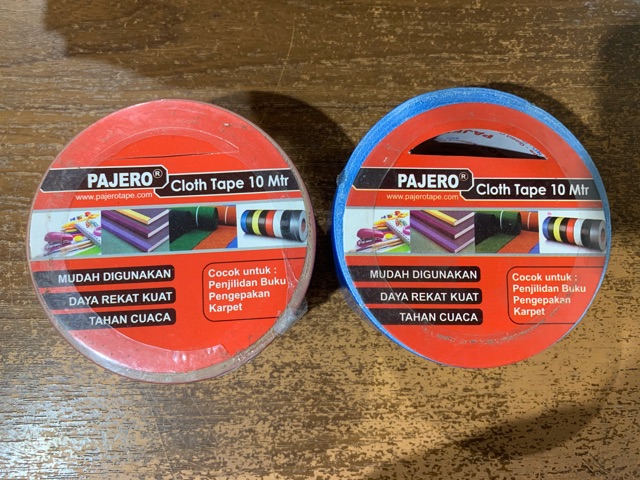 PAJERO®
Cloth Tape 10 Mtr
www.pajerotape.com
MUDAH DIGUNAKAN
DAYA REKAT KUAT
TAHAN CUACA
Cocok untuk :
Penjilidan Buku
Pengepakan
Karpet
PAJERO®
Cloth Tape 10 Mtr
www.pajerotape.com
MUDAH DIGUNAKAN
DAYA REKAT KUAT
TAHAN CUACA
Cocok untuk :
Penjilidan Buku
Pengepakan
Karpet